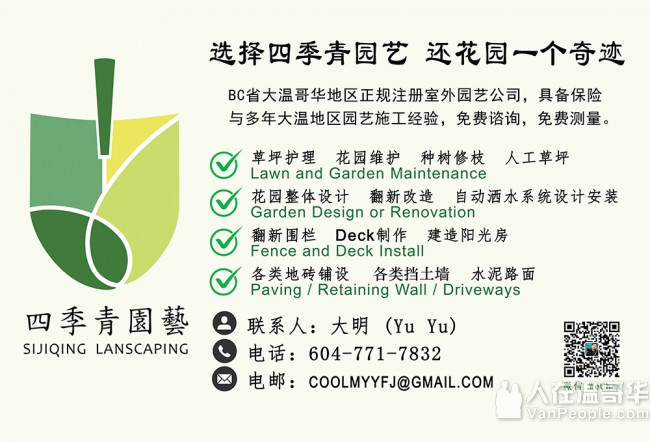 选择四季青园艺 还花园一个奇迹
BC省大温哥华地区正规注册室外园艺公司，具备保险
与多年大温地区园艺施工经验，免费谘询，免费测量。
草坪护理 花园维护 种树修枝 人工草坪
Lawn and Garden Maintenance
花园整体设计 翻新改造 自动洒水系统设计安装
Garden Design or Renovation
翻新围栏 Deck制作 建造阳光房
Fence and Deck Install
各类地砖铺设 各类挡土墙 水泥路面
Paving / Retaining Wall / Driveways
四季青園藝
SIJIQING LANSCAPING
联系人：大明 (Yu Yu)
电话：604-771-7832
电邮：COOLMYYFJ@GMAIL.COM
人在温哥华
VanPeople.com